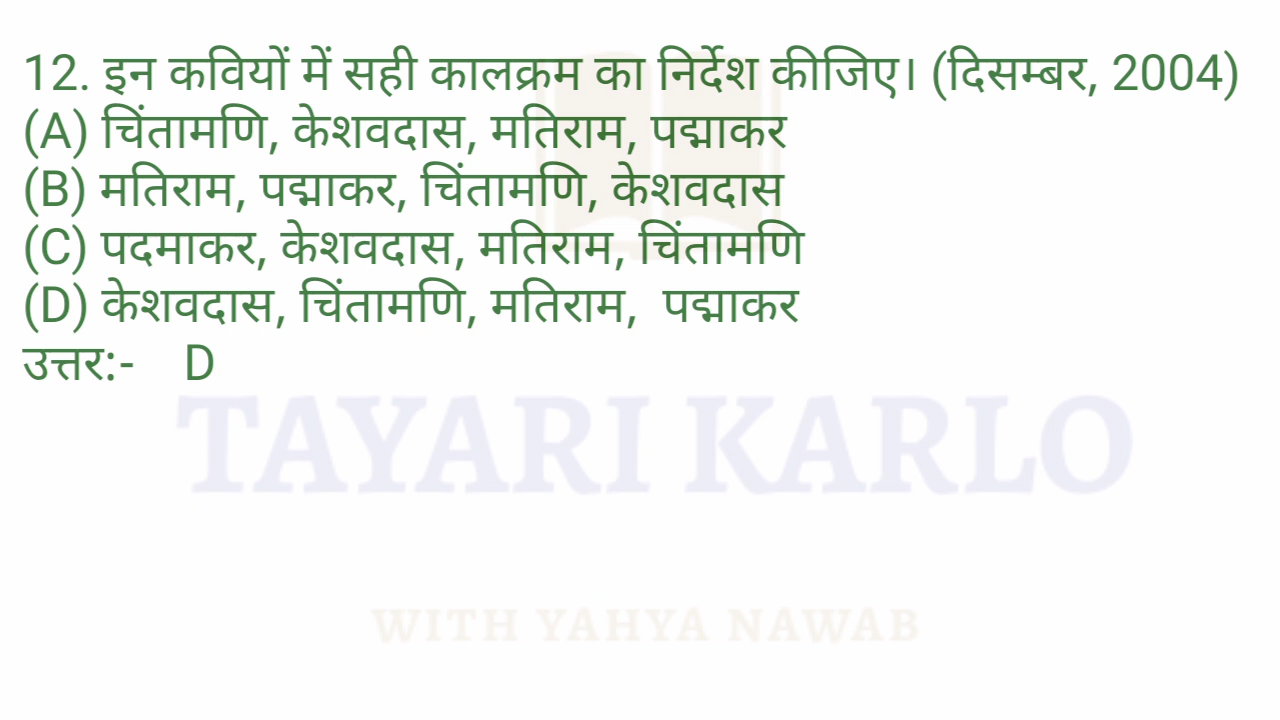 12. इन कवियों में सही कालक्रम का निर्देश कीजिए। (दिसम्बर, 2004)
(A) चिंतामणि, केशवदास, मतिराम, पद्माकर
(B) मतिराम, पद्माकर, चिंतामणि, केशवदास
(C) पदमाकर, केशवदास, मतिराम, चिंतामणि
(D) केशवदास, चिंतामणि, मतिराम, पद्माकर
उत्तर:- D
TAYARI KARLO
WITH YAHYA NAWAB